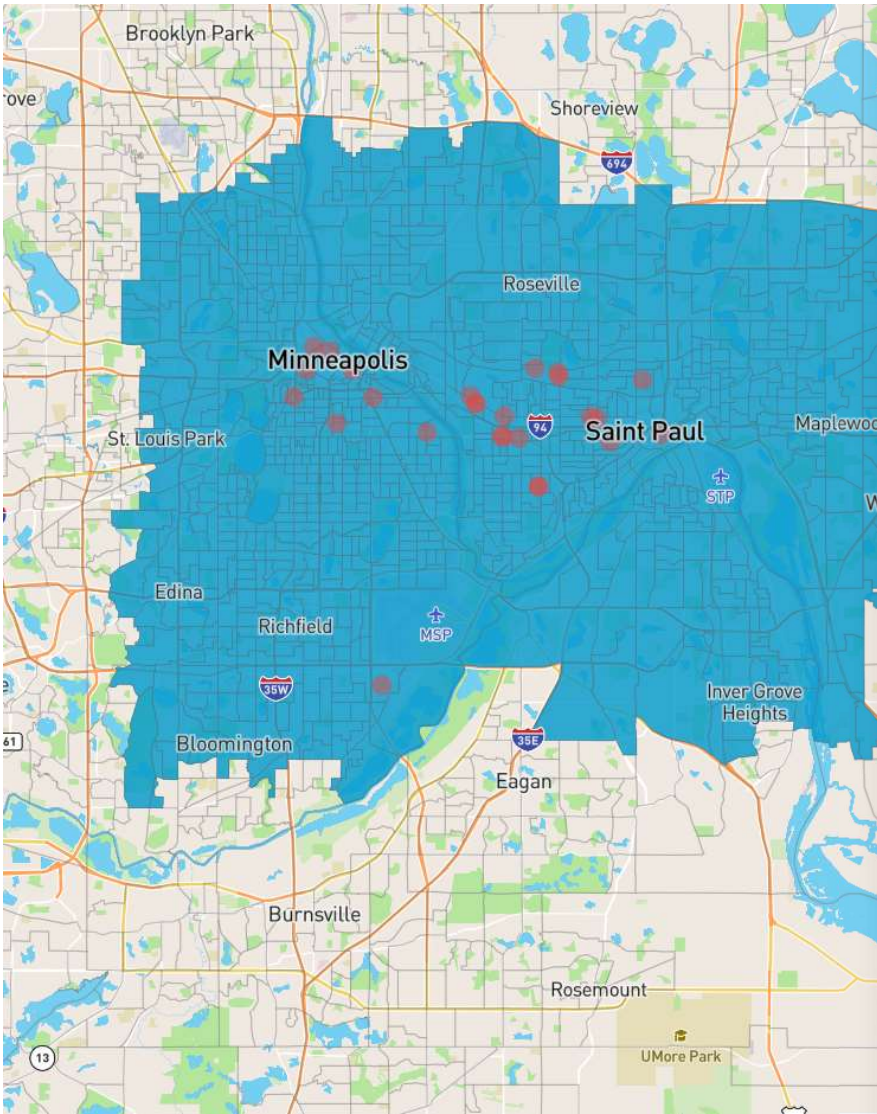 Brooklyn Park
ove
Shoreview
694
Roseville
Minneapolis
94
St. Louis Park
Saint Paul
Maplewoo
STP
W
Edina
Richfield
MSP
35W
Inver Grove
Heights
61
Bloomington
35E
Eagan
Burnsville
Rosemount
UMore Park
13